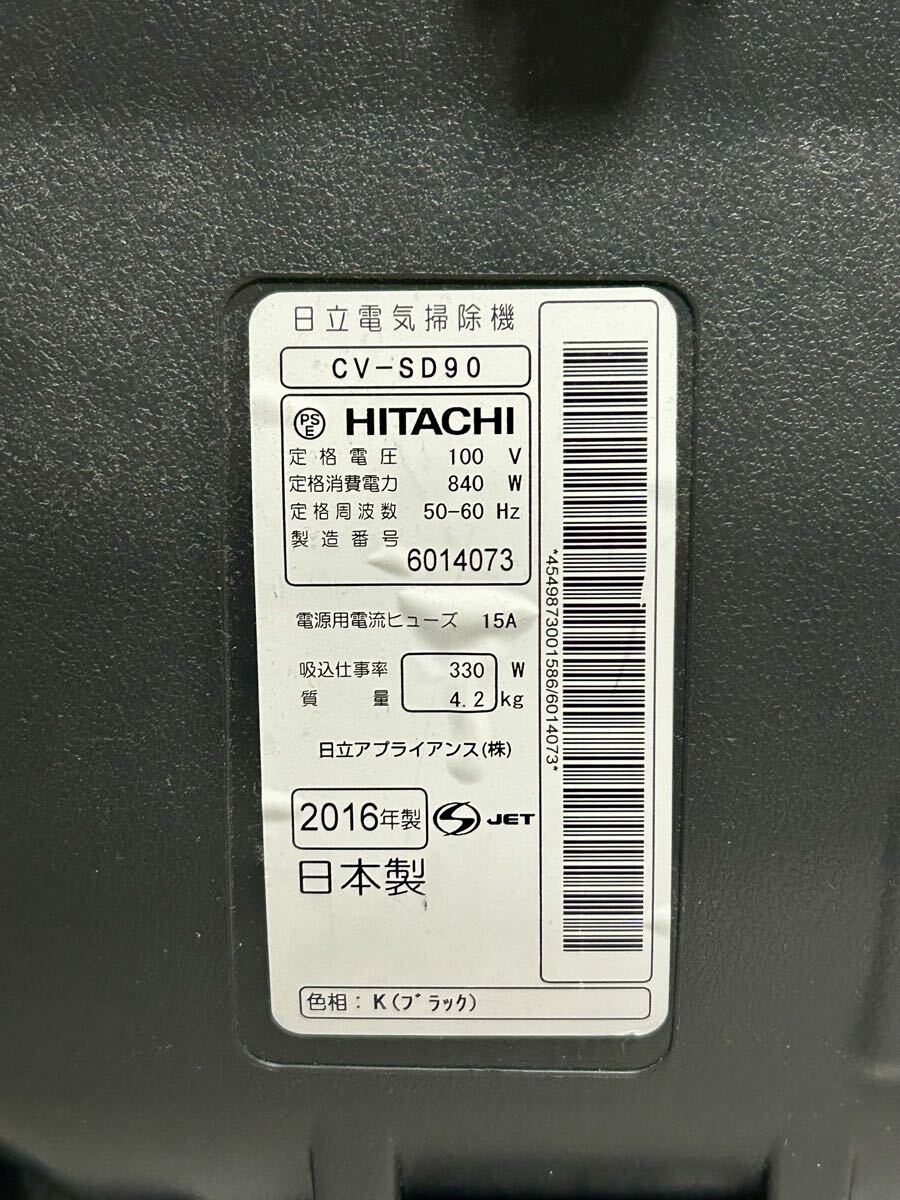 日立電気掃除機
CV-SD90
PS
E
HITACHI
定格電圧 100 V
定格消費電力 840 W
定格周波数 50-60 Hz
製造番号
6014073
電源用電流ヒューズ 15A
吸込仕事率 330 W
質量 4.2 kg
日立アプライアンス(株)
2016年製
JET
日本製
色相: K(ﾌﾞﾗｯｸ)
*4549873001586/6014073*